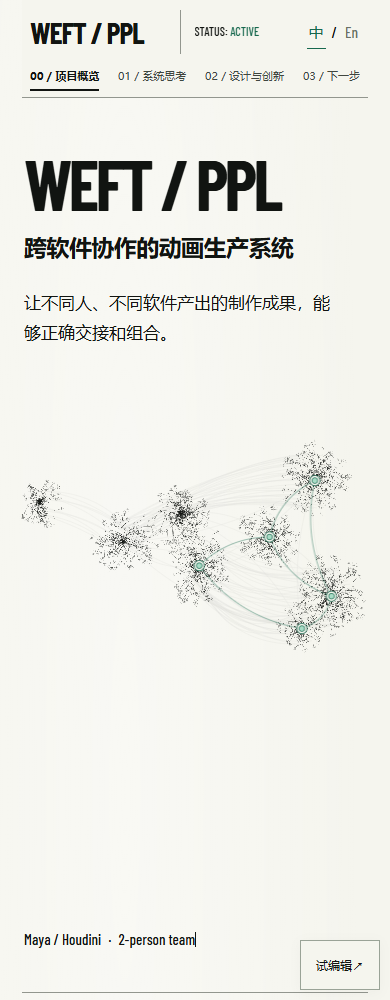 WEFT / PPL
STATUS: ACTIVE
中 / En
00 / 项目概览 01 / 系统思考 02 / 设计与创新 03 / 下一步
WEFT / PPL
跨软件协作的动画生产系统
让不同人、不同软件产出的制作成果，能
够正确交接和组合。
Maya / Houdini · 2-person team
试编辑↗